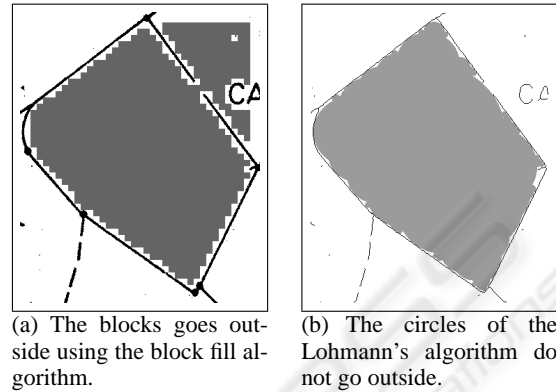 CA
CA
(a) The blocks goes out-
side using the block fill al-
gorithm.
(b) The circles of the
Lohmann's algorithm do
not go outside.